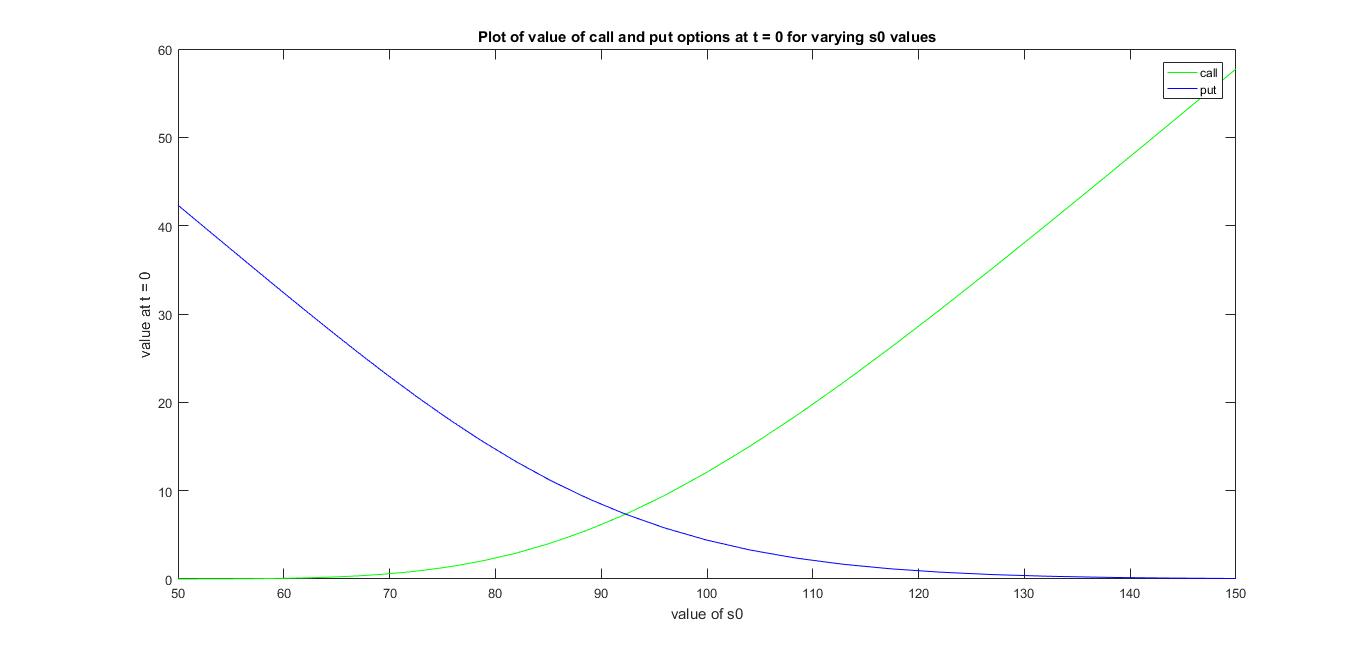 Plot of value of call and put options at t = 0 for varying s0 values
call
put
60
50
40
30
20
10
0
value at t = 0
50 60 70 80 90 100 110 120 130 140 150
value of s0